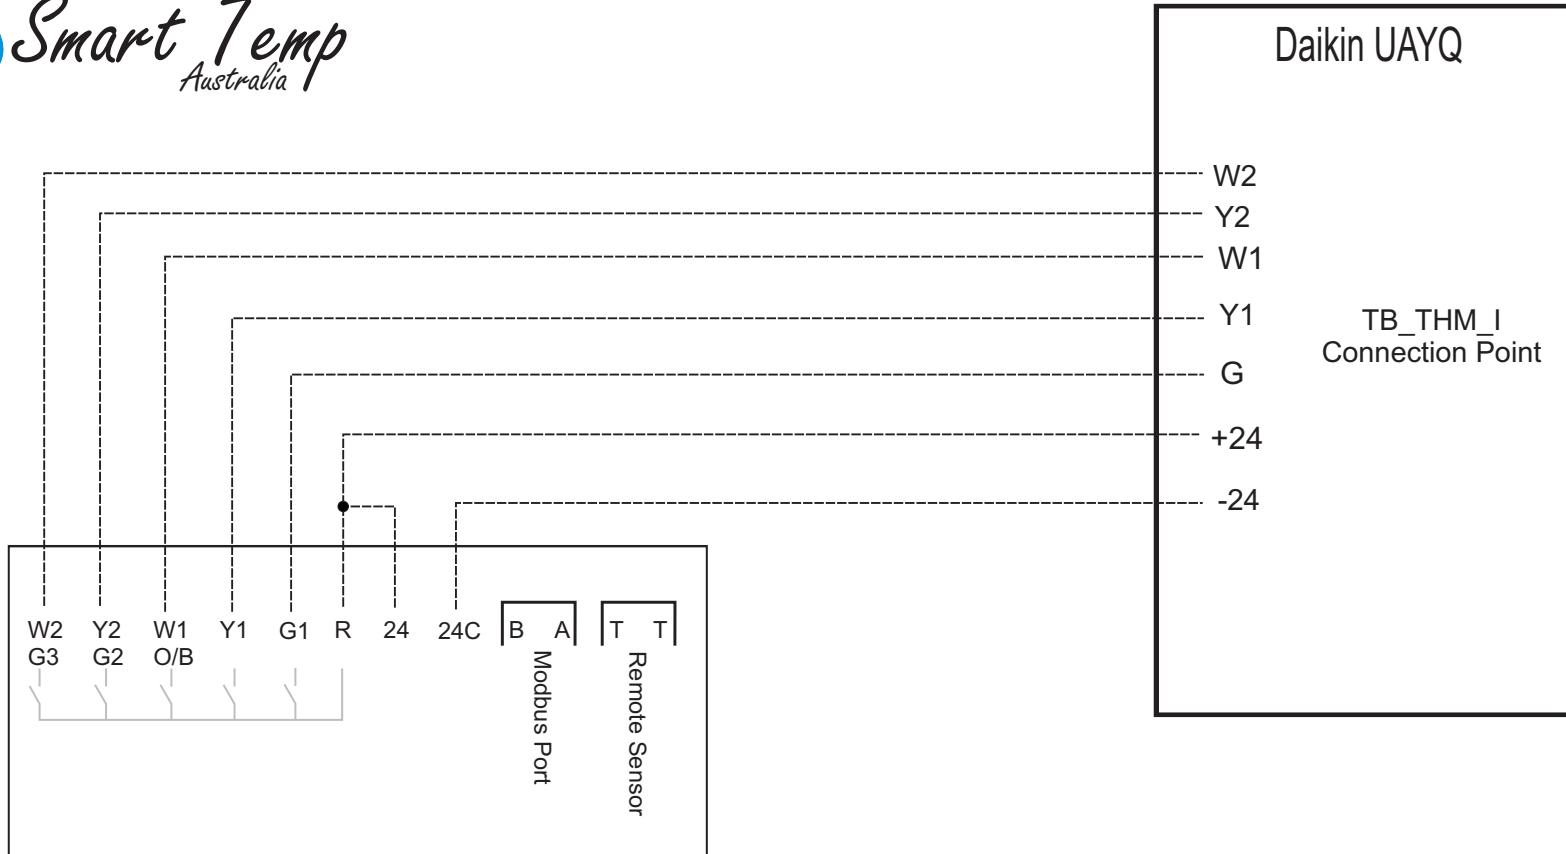 Smart Temp
Australia
Daikin UAYQ
W2
Y2
W1
Y1
G
+24
-24
TB_THM_I
Connection Point
W2 Y2 W1 Y1 G1 R 24 24C B A T T
G3 G2 O/B
Modbus Port
Remote Sensor